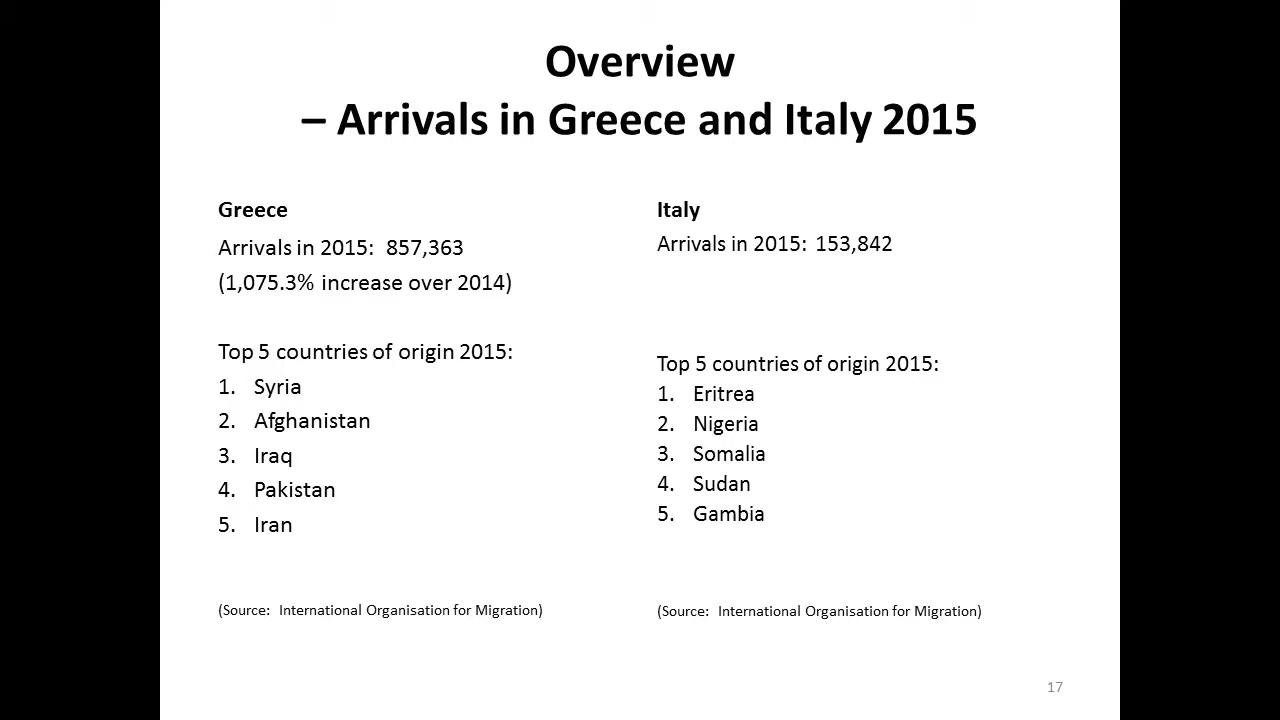 Overview
– Arrivals in Greece and Italy 2015
Greece
Arrivals in 2015: 857,363
(1,075.3% increase over 2014)
Top 5 countries of origin 2015:
1. Syria
2. Afghanistan
3. Iraq
4. Pakistan
5. Iran
(Source: International Organisation for Migration)
Italy
Arrivals in 2015: 153,842
Top 5 countries of origin 2015:
1. Eritrea
2. Nigeria
3. Somalia
4. Sudan
5. Gambia
(Source: International Organisation for Migration)
17